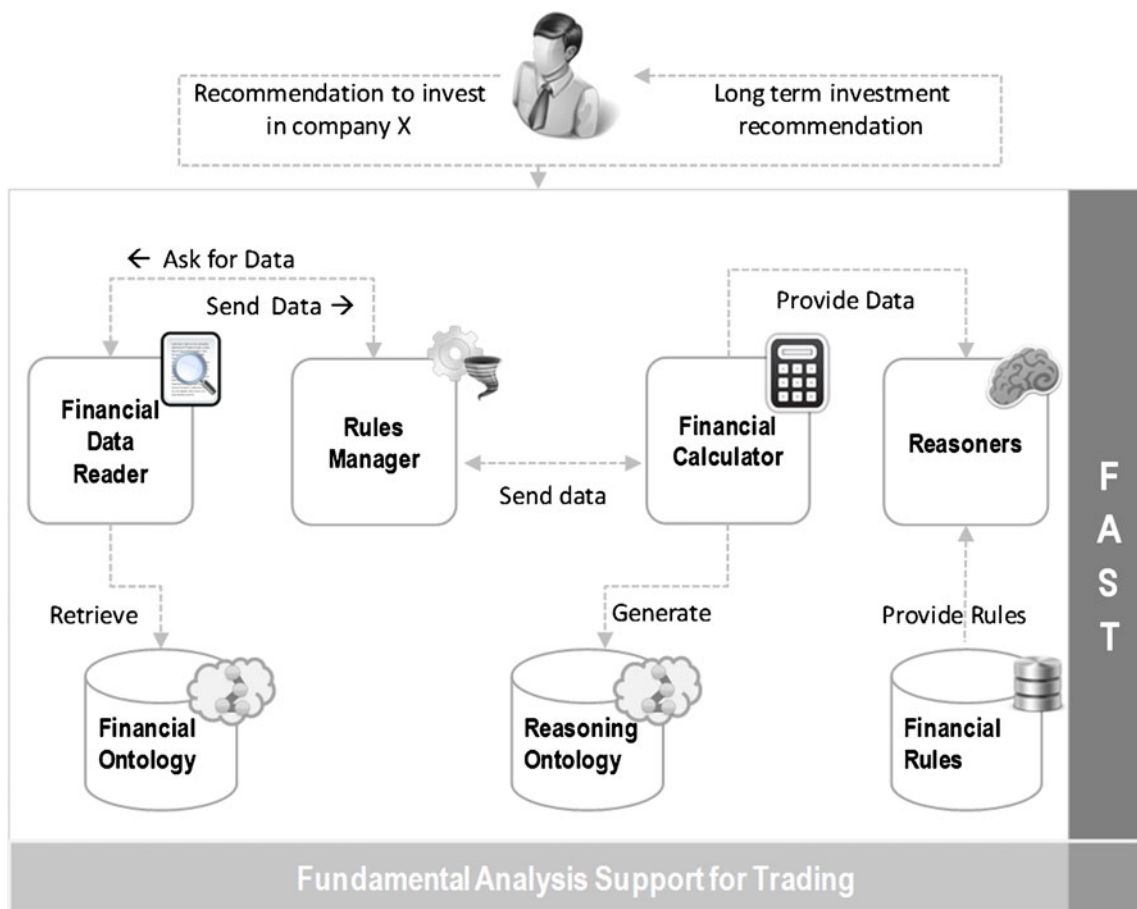 Recommendation to invest
in company X
Long term investment
recommendation
← Ask for Data
Send Data →
Provide Data
Financial
Data
Reader
Rules
Manager
Financial
Calculator
Reasoners
Send data
Retrieve
Generate
Provide Rules
Financial
Ontology
Reasoning
Ontology
Financial
Rules
F
A
S
T
Fundamental Analysis Support for Trading